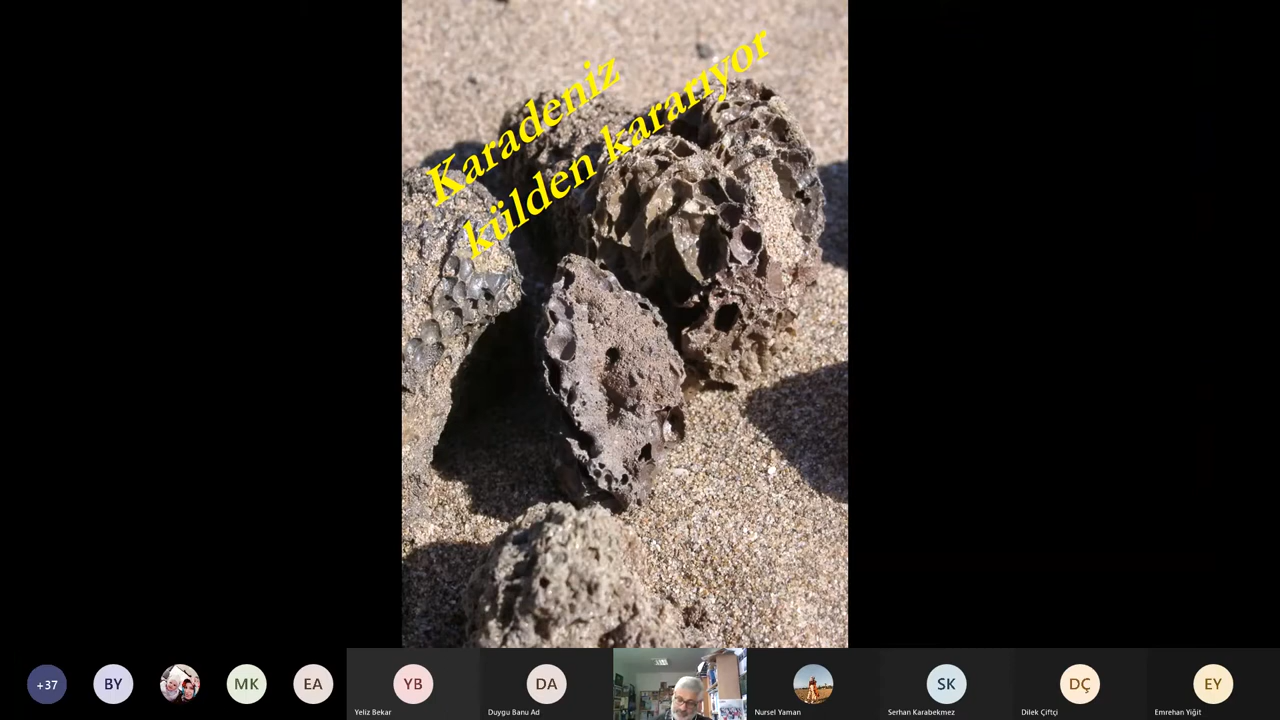 Karadeniz
külden kararıyor
+37
BY
MK
EA
YB
DA
SK
DÇ
EY
Yeliz Bekar
Duygu Banu Ad
Nursel Yaman
Serhan Karabekmez
Dilek Çiftçi
Emrehan Yiğit